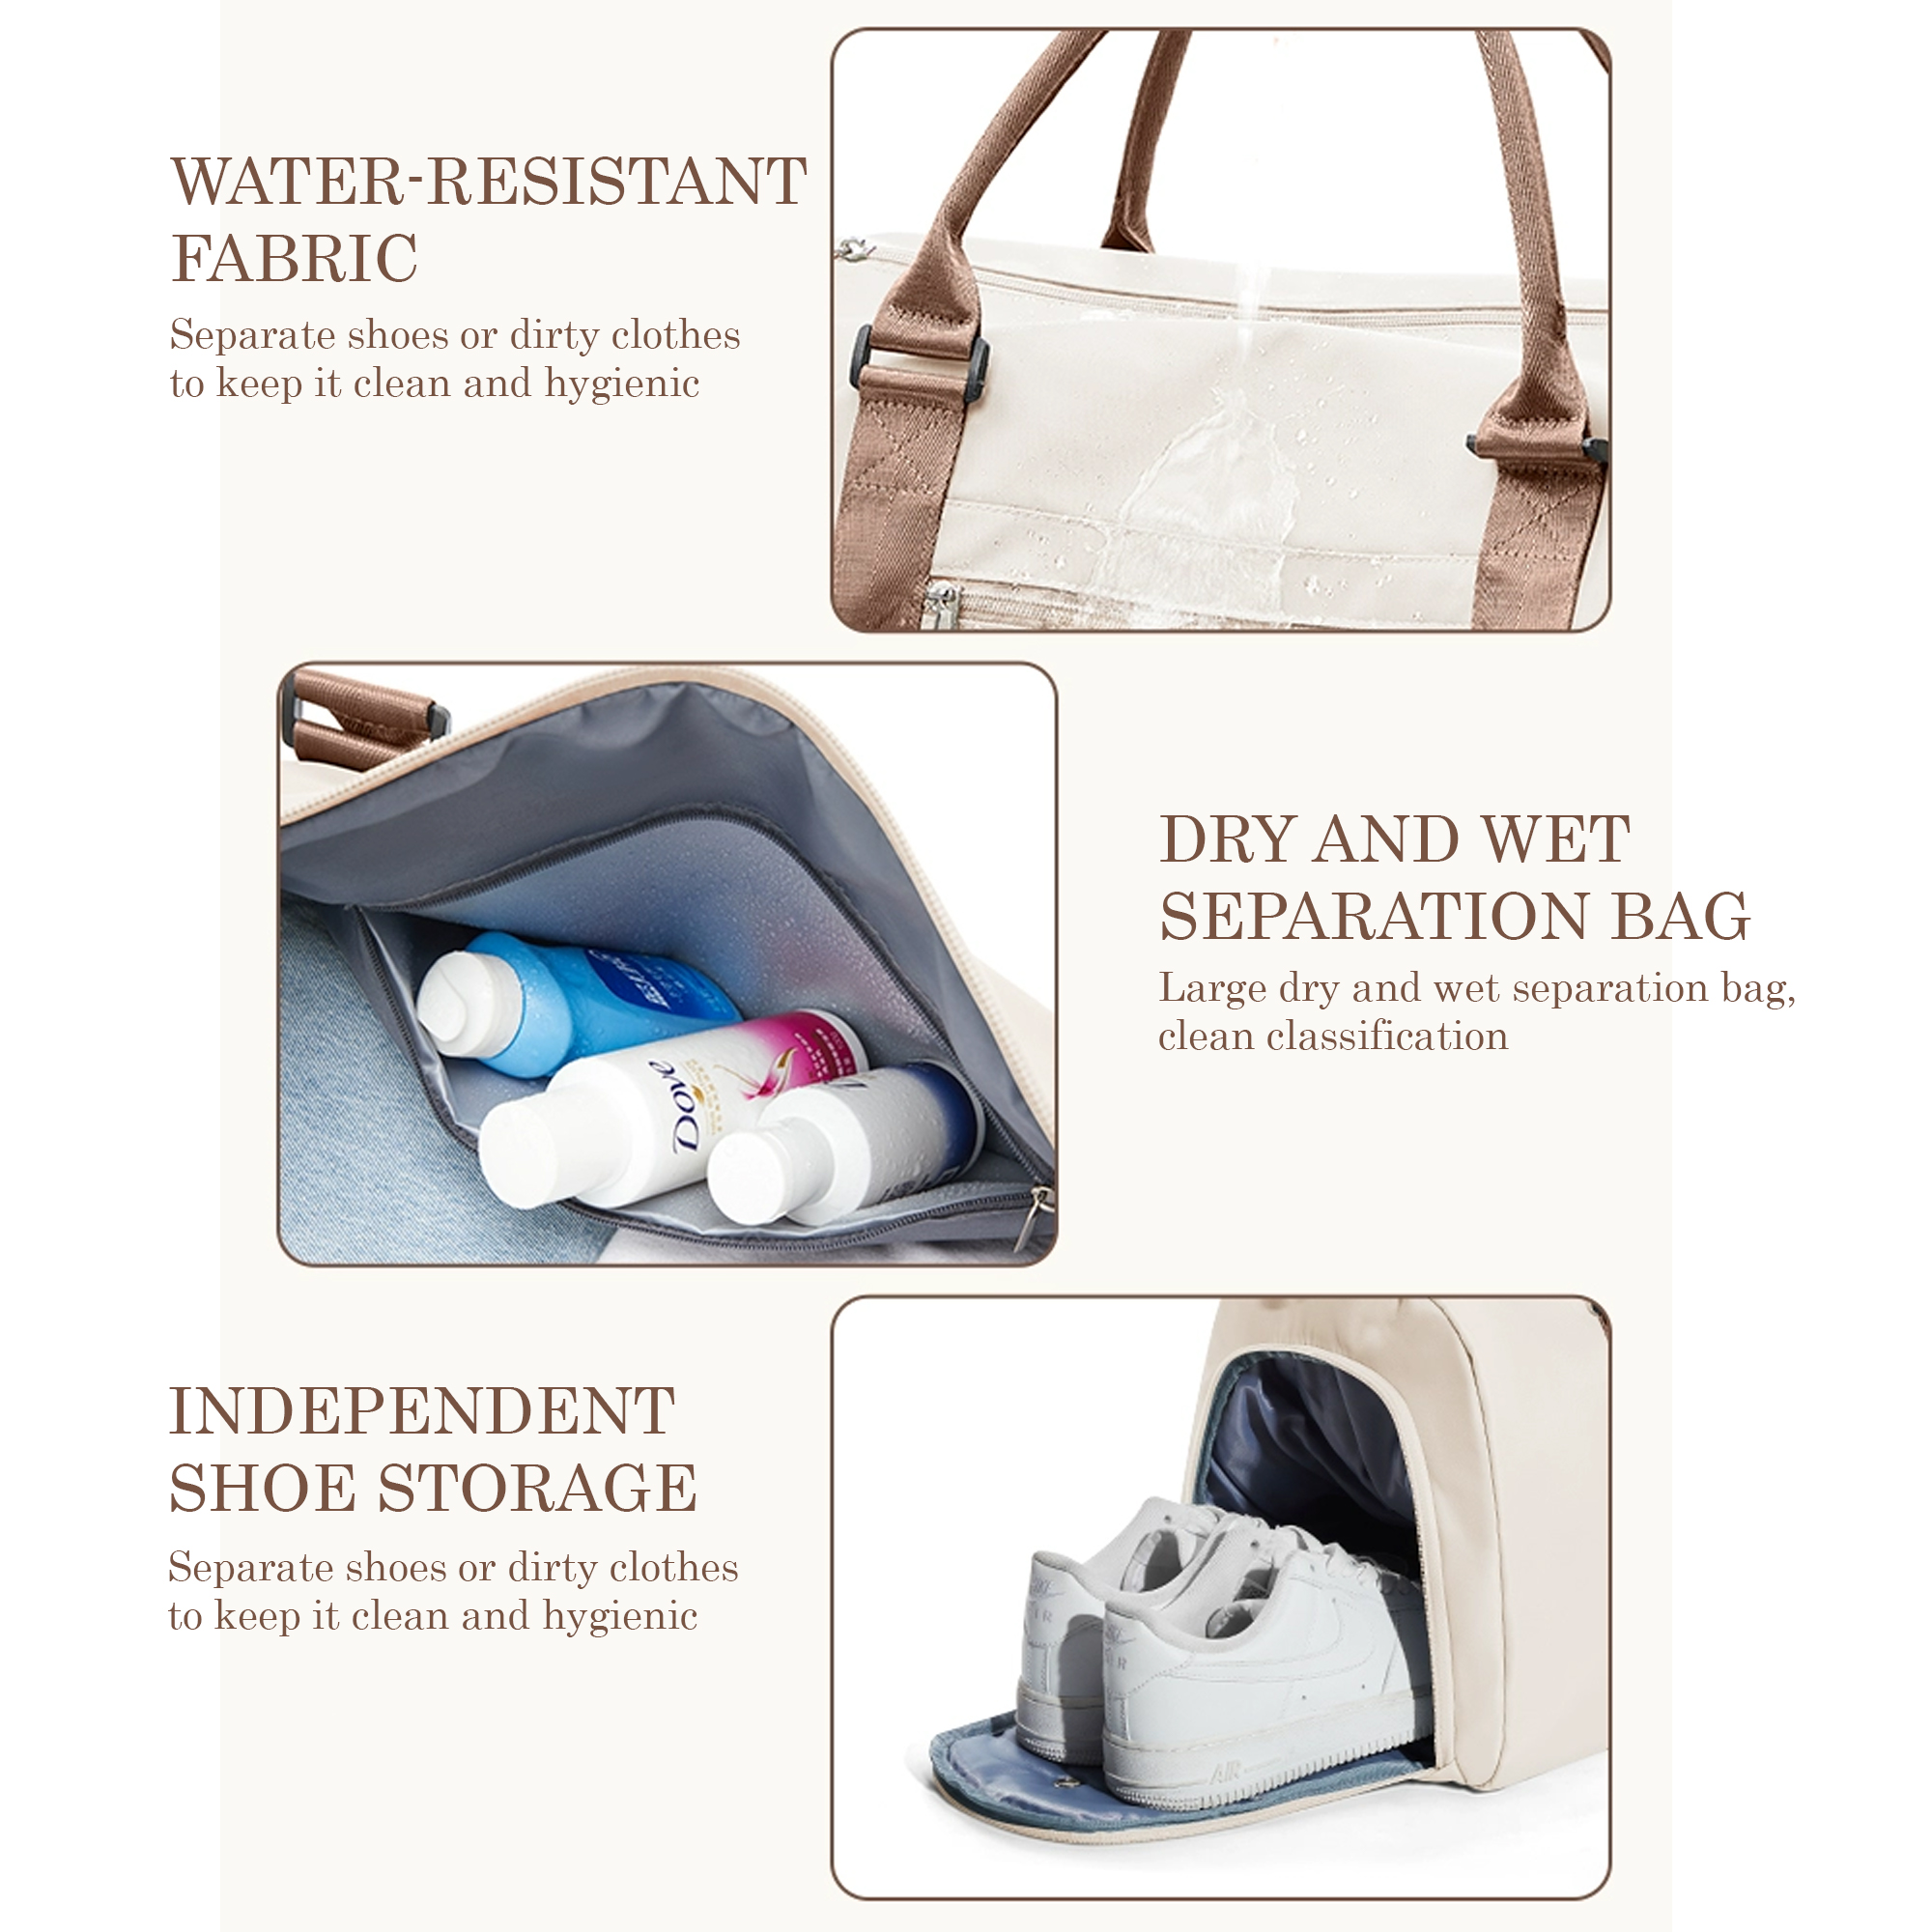 WATER-RESISTANT
FABRIC
Separate shoes or dirty clothes
to keep it clean and hygienic
DRY AND WET
SEPARATION BAG
Large dry and wet separation bag,
clean classification
Dove
INDEPENDENT
SHOE STORAGE
Separate shoes or dirty clothes
to keep it clean and hygienic
AIR